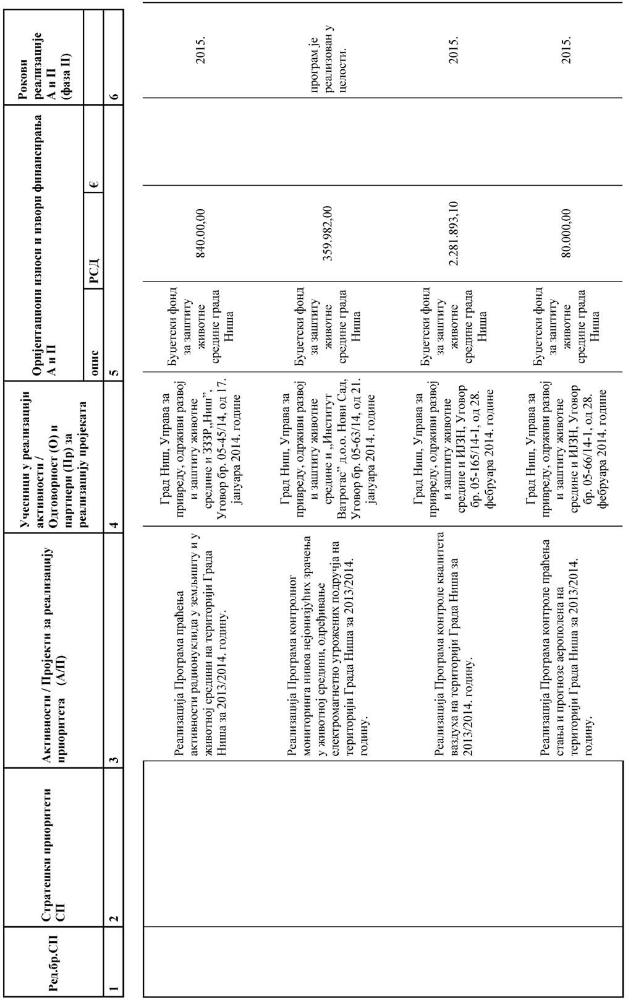 Ред.бр.СП
Стратешки приоритети
СП
Активности / Пројекти за реализацију
приоритета (А/П)
Учесници у реализацији
активности /
Одговорност (О) и
партнери (Пр) за
реализацију пројеката
Оријентациони износи и извори финансирања
А и П
опис
РСД
€
Рокови
реализације
А и П
(фаза II)
1
2
3
4
5
6
Реализација Програма праћења
активности радионуклида у земљишту и у
животној средини на територији Града
Ниша за 2013/2014. годину.
Град Ниш, Управа за
привреду, одрживи развој
и заштиту животне
средине и ЗЗЗР„Ниш”,
Уговор бр. 05-45/14, од 17.
јануара 2014. године
Буџетски фонд
за заштиту
животне
средине града
Ниша
840.00,00
2015.
Реализација Програма контролног
мониторинга нивоа нејонизјућих зрачења
у животној средини, одређивање
електромагнетно угрожених подручја на
територији Града Ниша за 2013/2014.
годину.
Град Ниш, Управа за
привреду, одрживи развој
и заштиту животне
средине и „Институт
Ватрогас” д.о.о. Нови Сад,
Уговор бр. 05-63/14, од 21.
јануара 2014. године
Буџетски фонд
за заштиту
животне
средине града
Ниша
359.982,00
програм је
реализован у
целости.
Реализација Програма контроле квалитета
ваздуха на територији Града Ниша за
2013/2014. годину.
Град Ниш, Управа за
привреду, одрживи развој
и заштиту животне
средине и ИЈЗН, Уговор
бр. 05-165/14-1, од 28.
фебруара 2014. године
Буџетски фонд
за заштиту
животне
средине града
Ниша
2.281.893,10
2015.
Реализација Програма контроле праћења
стања и прогнозе аерополена на
територији Града Ниша за 2013/2014.
годину.
Град Ниш, Управа за
привреду, одрживи развој
и заштиту животне
средине и ИЈЗН, Уговор
бр. 05-66/14-1, од 28.
фебруара 2014. године
Буџетски фонд
за заштиту
животне
средине града
Ниша
80.000,00
2015.